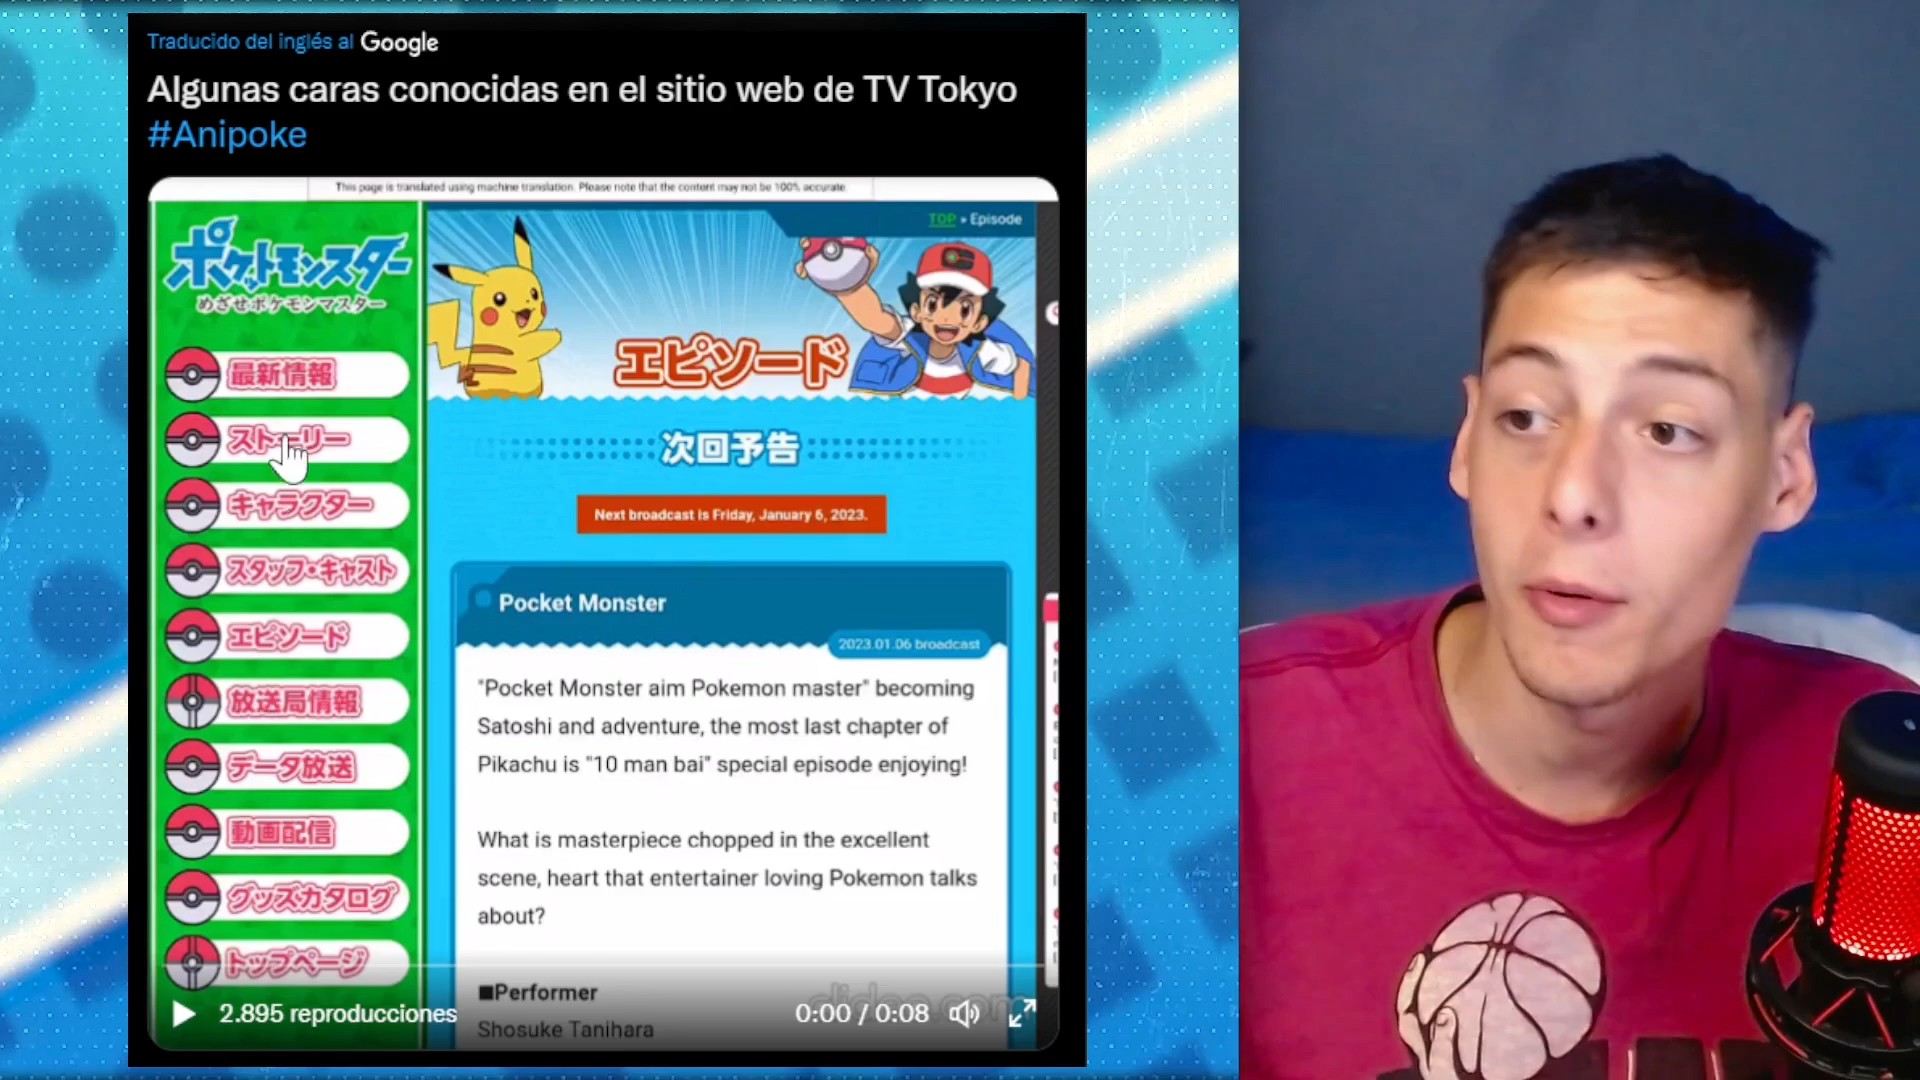 Traducido del inglés al Google
Algunas caras conocidas en el sitio web de TV Tokyo
#Anipoke
This page is translated using machine translation. Please note that the content may not be 100% accurate.
ポケットモンスター
めざせポケモンマスター
TOP » Episode
エピソード
最新情報
ストーリー
キャラクター
スタッフ・キャスト
エピソード
放送局情報
データ放送
動画配信
グッズカタログ
トップページ
次回予告
Next broadcast is Friday, January 6, 2023.
Pocket Monster
2023.01.06 broadcast
"Pocket Monster aim Pokemon master" becoming
Satoshi and adventure, the most last chapter of
Pikachu is "10 man bai" special episode enjoying!
What is masterpiece chopped in the excellent
scene, heart that entertainer loving Pokemon talks
about?
■Performer
Shosuke Tanihara
2.895 reproducciones
0:00 / 0:08